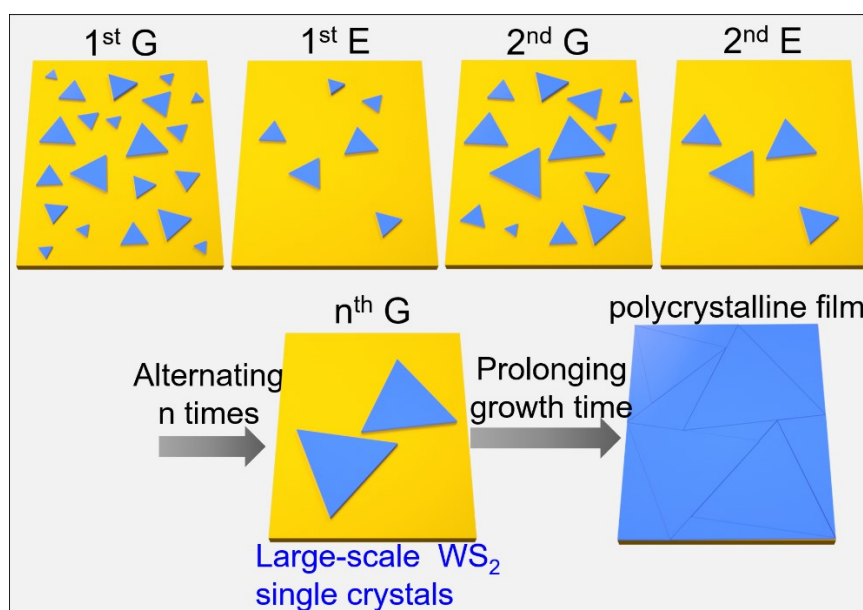 1st G
1st E
2nd G
2nd E
nth G
polycrystalline film
Alternating
n times
Prolonging
growth time
Large-scale WS2
single crystals